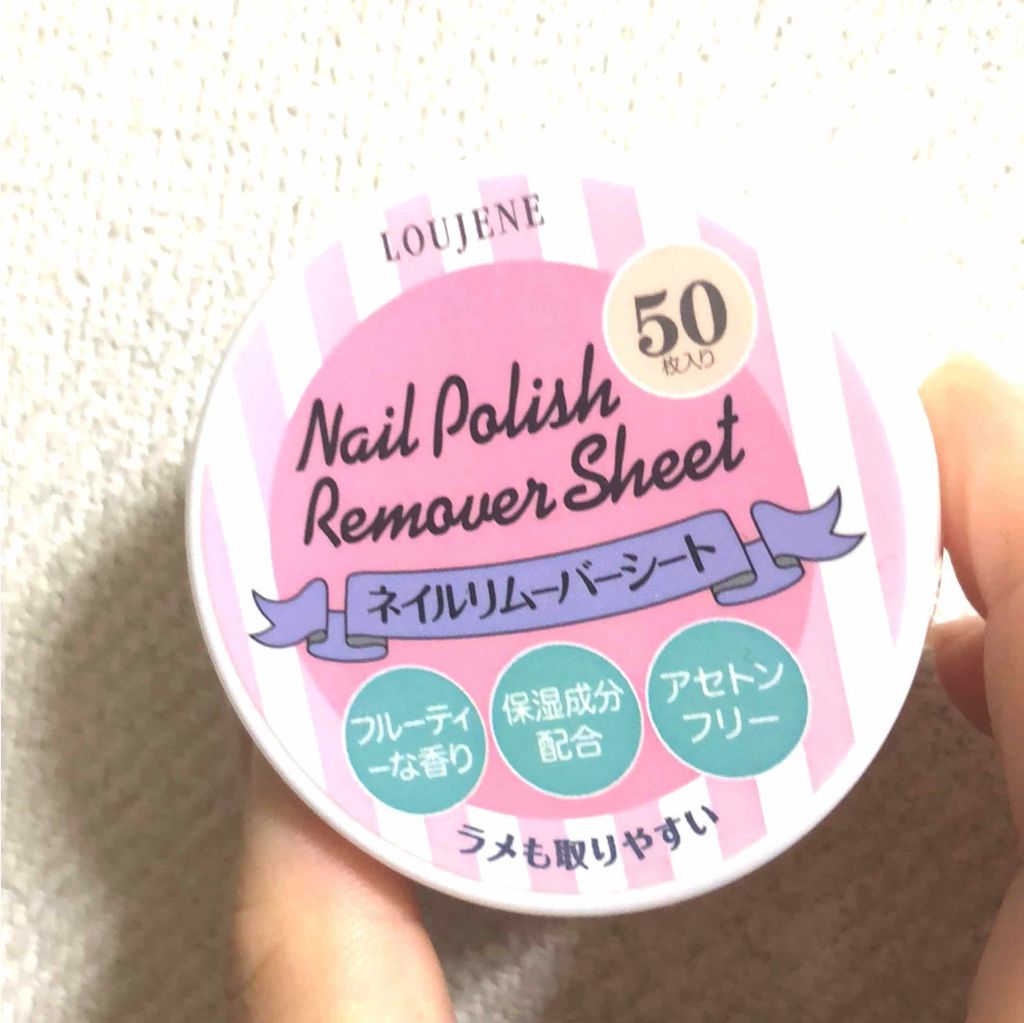 LOUJENE
50
枚入り
Nail Polish
Remover Sheet
ネイルリムーバーシート
フルーティ
ーな香り
保湿成分
配合
アセトン
フリー
ラメも取りやすい